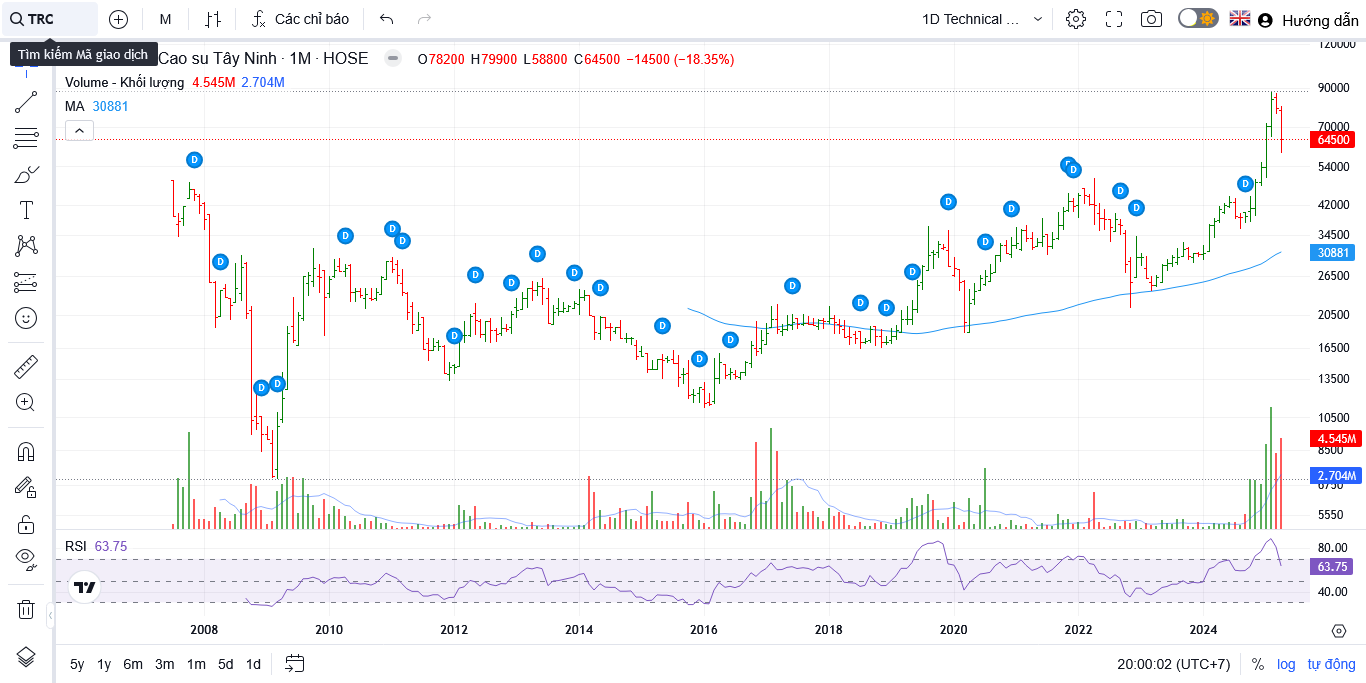 TRC M Các chỉ báo 1D Technical ... Hướng dẫn
Tìm kiếm Mã giao dịch
Cao su Tây Ninh · 1M · HOSE O78200 H79900 L58800 C64500 −14500 (−18.35%)
Volume - Khối lượng 4.545M 2.704M
MA 30881
120000
90000
70000
64500
54000
42000
34500
30881
26500
20500
16500
13500
10500
4.545M
8500
2.704M
6750
5550
D D D D D D D D D D D D D D D D D D D D D D D D D D D D D
RSI 63.75
80.00
63.75
40.00
2008 2010 2012 2014 2016 2018 2020 2022 2024
5y 1y 6m 3m 1m 5d 1d 20:00:02 (UTC+7) % log tự động